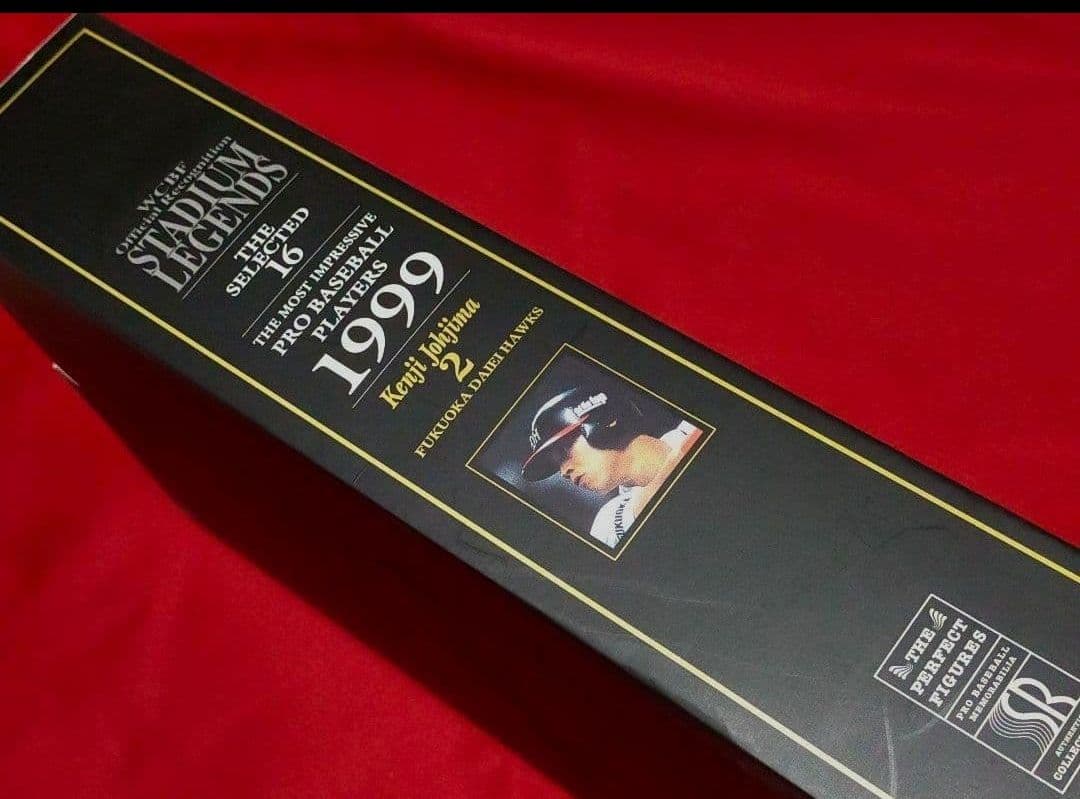 WCBF
Official Recognition
STADIUM
LEGENDS
THE
SELECTED
16
THE MOST IMPRESSIVE
PRO BASEBALL
PLAYERS
1999
Kenji Johjima
2
FUKUOKA DAIEI HAWKS
THE
PERFECT
FIGURES
PRO BASEBALL
MEMORABILIA
SR